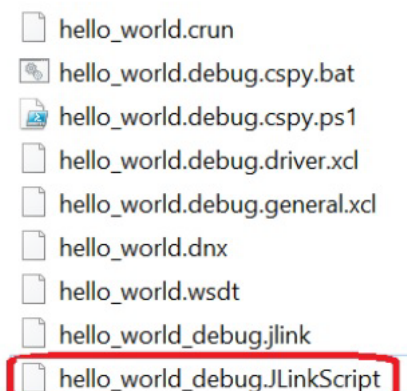 hello_world.crun
hello_world.debug.cspy.bat
hello_world.debug.cspy.ps1
hello_world.debug.driver.xcl
hello_world.debug.general.xcl
hello_world.dnx
hello_world.wsdt
hello_world_debug.jlink
hello_world_debug.JLinkScript